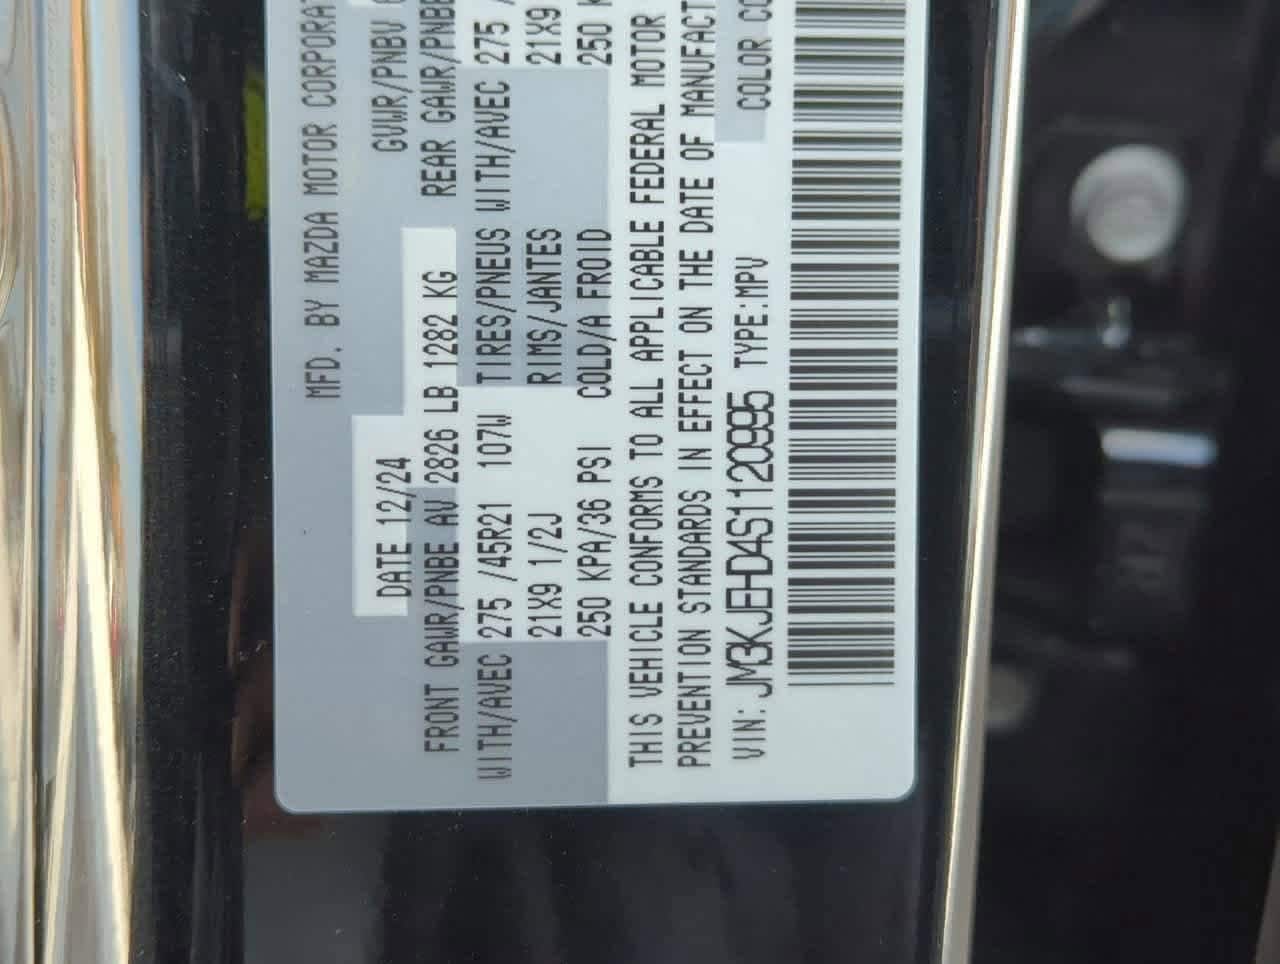 MFD. BY MAZDA MOTOR
DATE 12/24 GVWR/PNBV
FRONT GAWR/PNBE AV 2826 LB 1282 KG REAR GAWR/PNBE
WITH/AVEC 275 /45R21 107W TIRES/PNEUS WITH/AVEC 275 /
21X9 1/2J RIMS/JANTES 21X9
250 KPA/36 PSI COLD/A FROID 250
THIS VEHICLE CONFORMS TO ALL APPLICABLE FEDERAL MOTOR
PREVENTION STANDARDS IN EFFECT ON THE DATE OF
VIN: JM3KJEHD4S1120995 TYPE:MPV COLOR